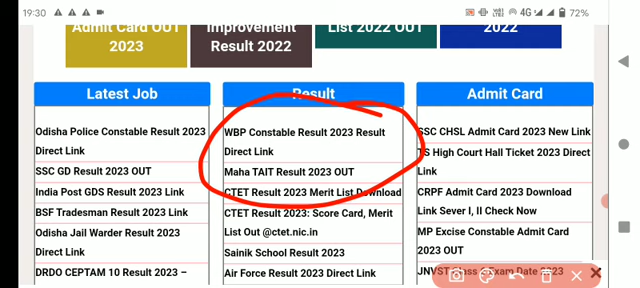 19:30
4G
72%
Admit Card OUT
2023
Improvement
Result 2022
List 2022 OUT
2022
Latest Job
Odisha Police Constable Result 2023
Direct Link
SSC GD Result 2023 OUT
India Post GDS Result 2023 Link
BSF Tradesman Result 2023 Link
Odisha Jail Warder Result 2023
Direct Link
DRDO CEPTAM 10 Result 2023 –
Result
WBP Constable Result 2023 Result
Direct Link
Maha TAIT Result 2023 OUT
CTET Result 2023 Merit List Download
CTET Result 2023: Score Card, Merit
List Out @ctet.nic.in
Sainik School Result 2023
Air Force Result 2023 Direct Link
Admit Card
SSC CHSL Admit Card 2023 New Link
TS High Court Hall Ticket 2023 Direct
Link
CRPF Admit Card 2023 Download
Link Sever I, II Check Now
MP Excise Constable Admit Card
2023 OUT
JNVST Class 6 Exam Date 2023